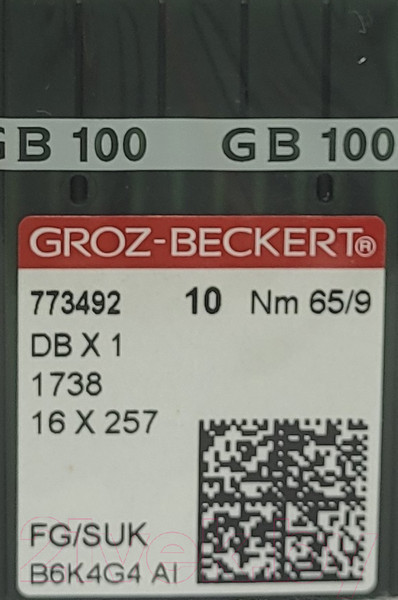 GB 100 GB 100
GROZ-BECKERT®
773492 10 Nm 65/9
DB X 1
1738
16 X 257
FG/SUK
B6K4G4 AI